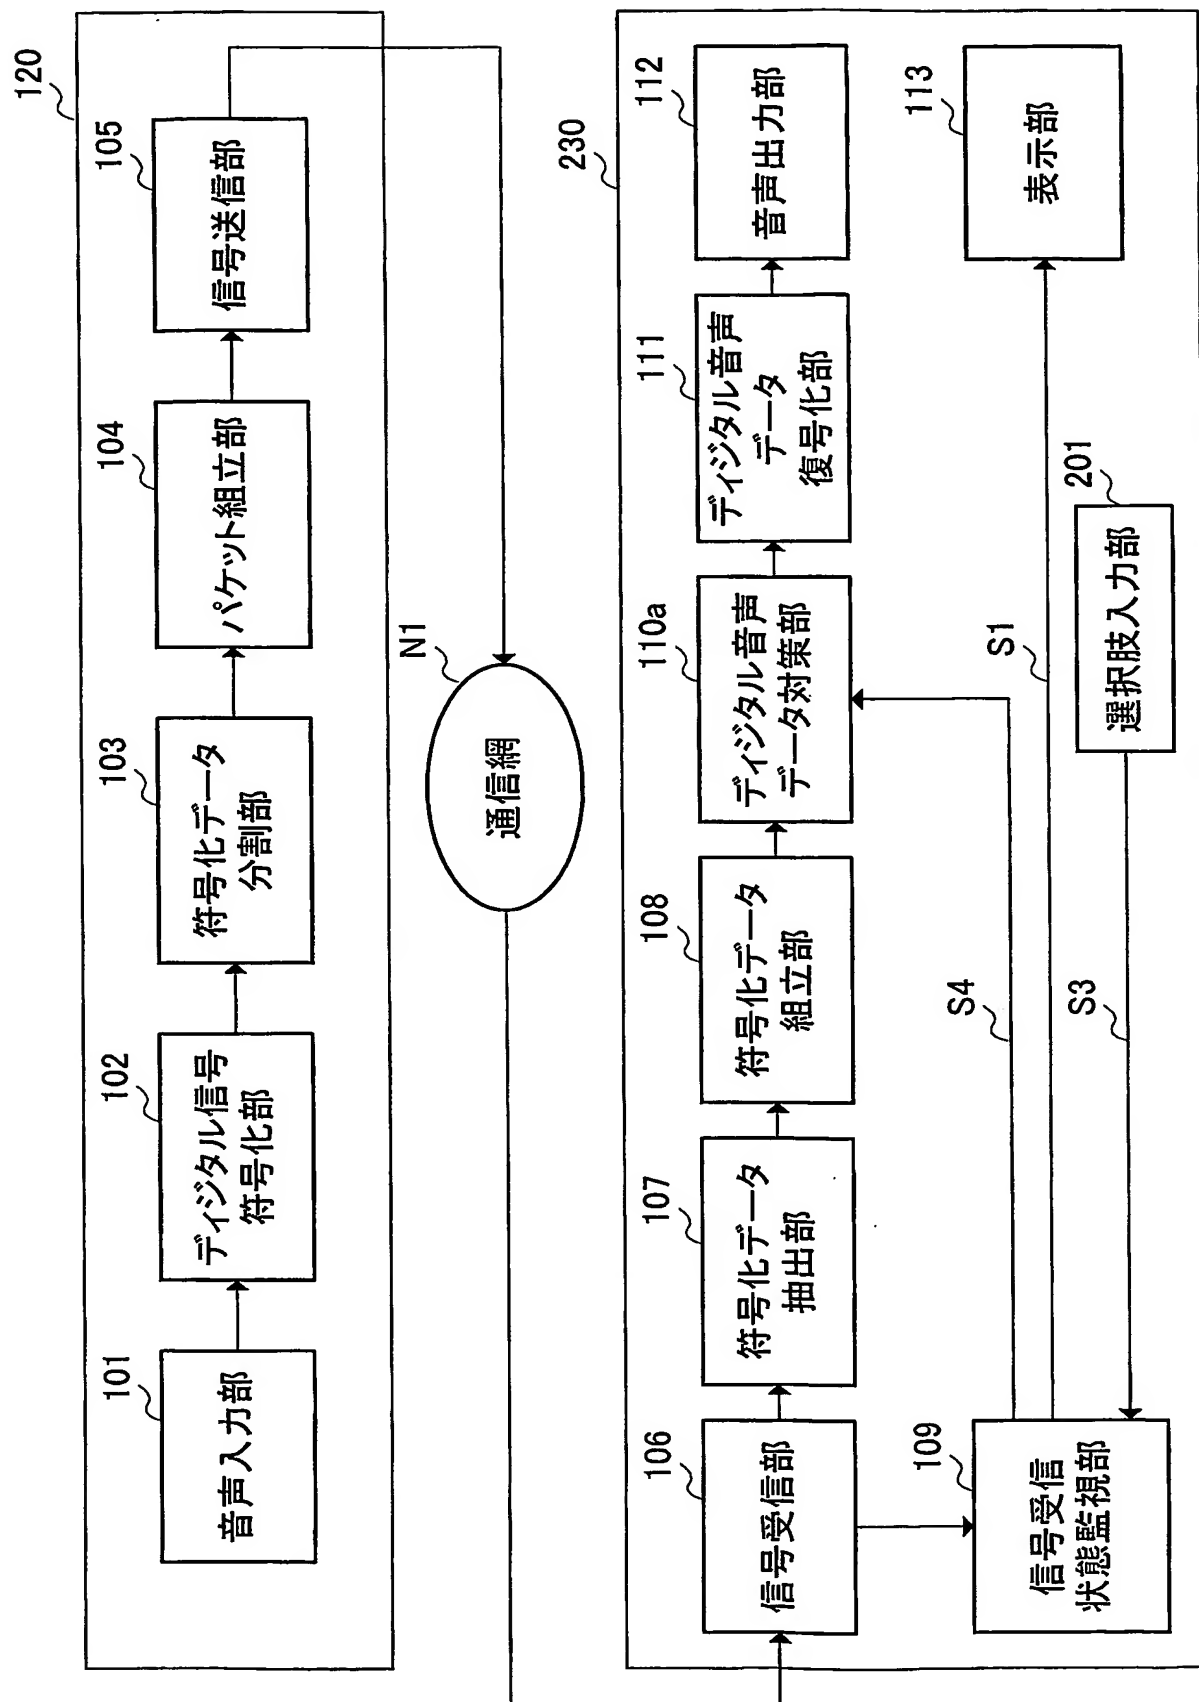 120
101
音声入力部
102
ディジタル信号
符号化部
103
符号化データ
分割部
104
パケット組立部
105
信号送信部
N1
通信網
230
106
信号受信部
107
符号化データ
抽出部
108
符号化データ
組立部
110a
ディジタル音声
データ対策部
111
ディジタル音声
データ
復号化部
112
音声出力部
109
信号受信
状態監視部
S4
S1
S3
201
選択肢入力部
113
表示部